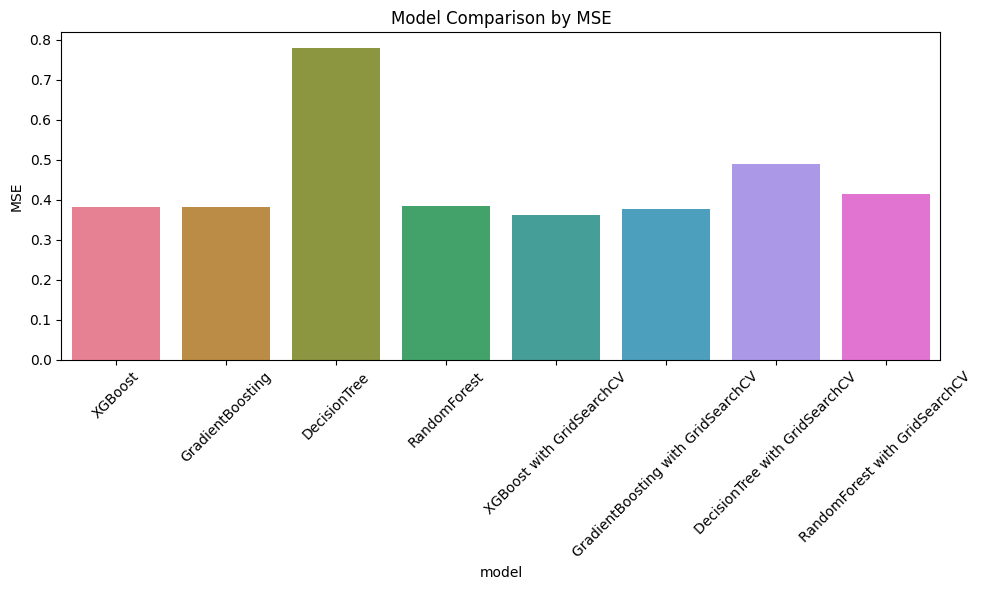 Model Comparison by MSE
MSE
0.8
0.7
0.6
0.5
0.4
0.3
0.2
0.1
0.0
XGBoost
GradientBoosting
DecisionTree
RandomForest
XGBoost with GridSearchCV
GradientBoosting with GridSearchCV
DecisionTree with GridSearchCV
RandomForest with GridSearchCV
model